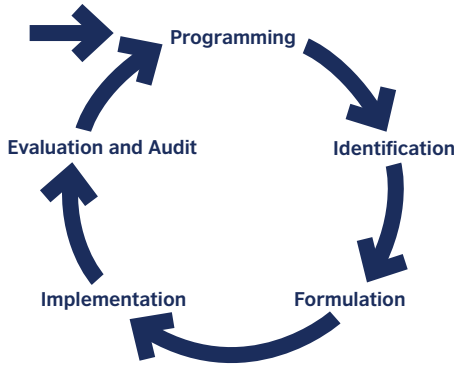 Programming
Identification
Formulation
Implementation
Evaluation and Audit